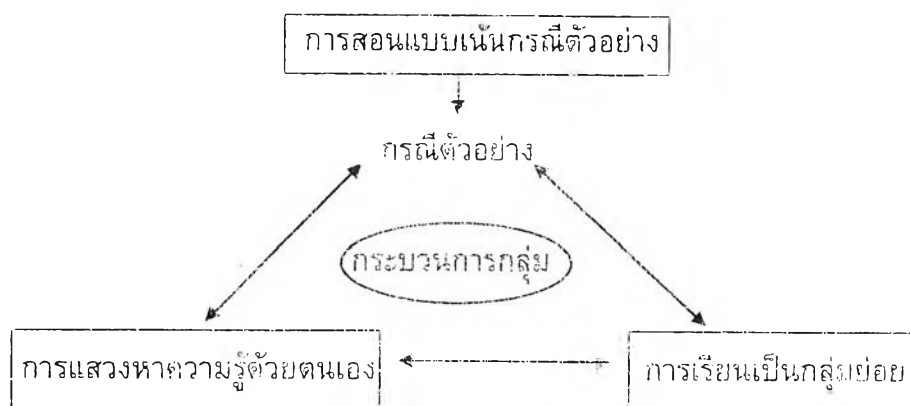 การสอนแบบเน้นกรณีตัวอย่าง
กรณีตัวอย่าง
กระบวนการกลุ่ม
การแสวงหาความรู้ด้วยตนเอง
การเรียนเป็นกลุ่มย่อย